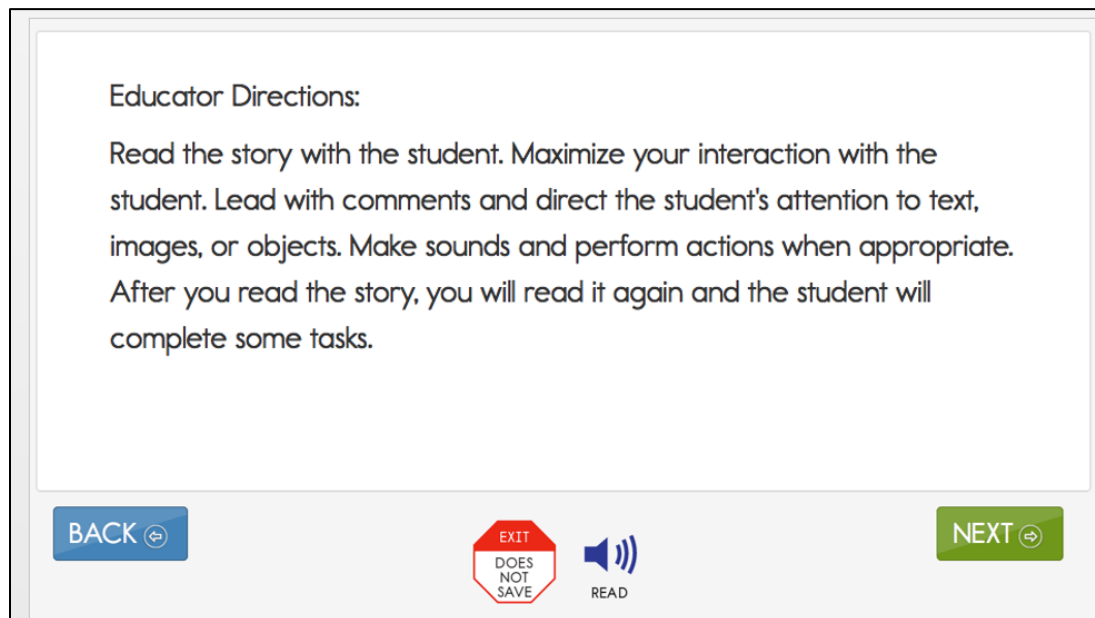 Educator Directions:
Read the story with the student. Maximize your interaction with the
student. Lead with comments and direct the student's attention to text,
images, or objects. Make sounds and perform actions when appropriate.
After you read the story, you will read it again and the student will
complete some tasks.
BACK
EXIT
DOES
NOT
SAVE
READ
NEXT